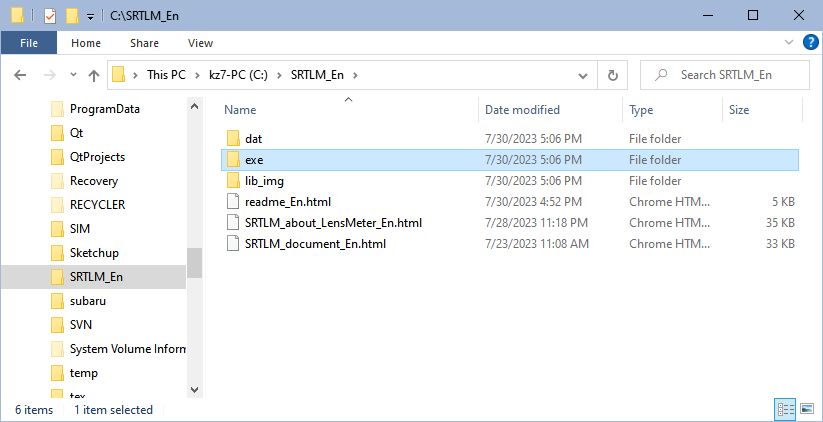 C:\SRTLM_En
File Home Share View
This PC kz7-PC (C:) SRTLM_En Search SRTLM_En
ProgramData
Qt
QtProjects
Recovery
RECYCLER
SIM
Sketchup
SRTLM_En
subaru
SVN
System Volume Inform
temp
tex
Name Date modified Type Size
dat 7/30/2023 5:06 PM File folder
exe 7/30/2023 5:06 PM File folder
lib_img 7/30/2023 5:06 PM File folder
readme_En.html 7/30/2023 4:52 PM Chrome HTM... 5 KB
SRTLM_about_LensMeter_En.html 7/28/2023 11:18 PM Chrome HTM... 35 KB
SRTLM_document_En.html 7/23/2023 11:08 AM Chrome HTM... 33 KB
6 items 1 item selected